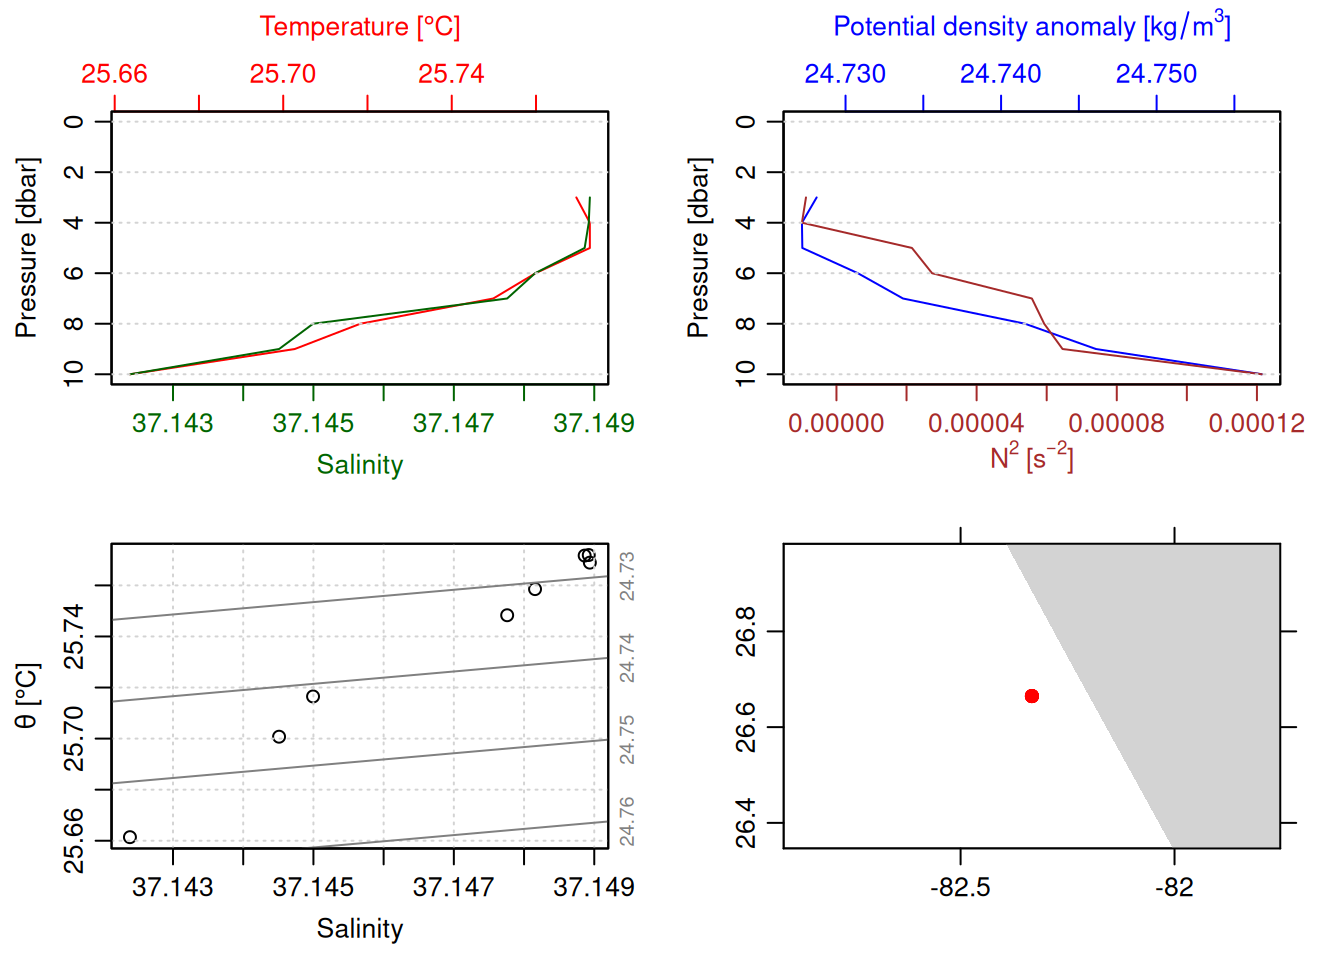 Temperature [°C]
25.66 25.70 25.74
Pressure [dbar]
0 2 4 6 8 10
37.143 37.145 37.147 37.149
Salinity
Potential density anomaly [kg/m³]
24.730 24.740 24.750
Pressure [dbar]
0 2 4 6 8 10
0.00000 0.00004 0.00008 0.00012
N² [s⁻²]
θ [°C]
25.74
25.70
25.66
24.73
24.74
24.75
24.76
37.143 37.145 37.147 37.149
Salinity
26.8
26.6
26.4
-82.5 -82